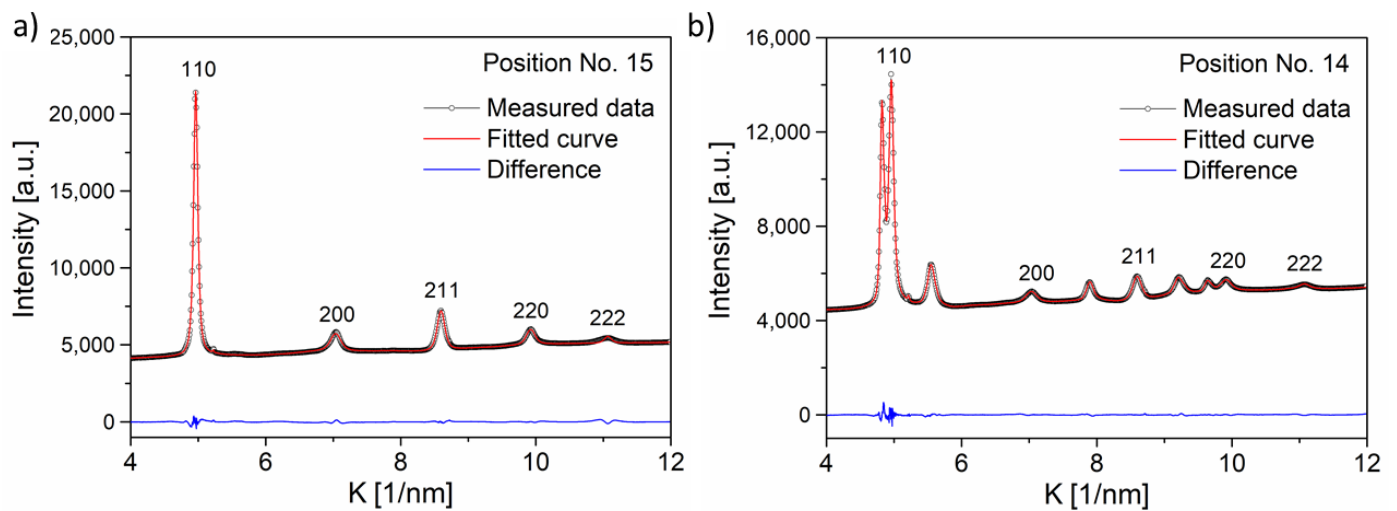 a)
25,000
20,000
15,000
10,000
5,000
0
Intensity [a.u.]
110
200
211
220
222
Position No. 15
Measured data
Fitted curve
Difference
4
6
8
10
12
K [1/nm]
b)
16,000
12,000
8,000
4,000
0
Intensity [a.u.]
110
200
211
220
222
Position No. 14
Measured data
Fitted curve
Difference
4
6
8
10
12
K [1/nm]